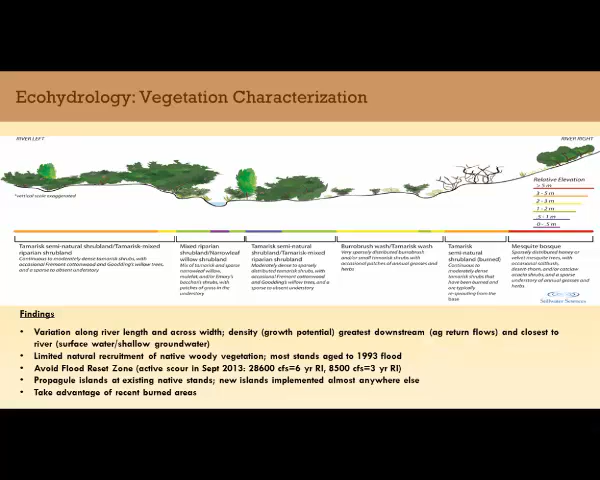 Ecohydrology: Vegetation Characterization
RIVER LEFT
RIVER RIGHT
*vertical scale exaggerated
Relative Elevation
> 5 m
3 - 5 m
2 - 3 m
1 - 2 m
.5 - 1 m
0 - .5 m
Tamarisk semi-natural shrubland/Tamarisk-mixed
riparian shrubland
Continuous to moderately dense tamarisk shrubs, with
occasional Fremont cottonwood and Goodding's willow trees,
and a sparse to absent understory
Mixed riparian
shrubland/Narrowleaf
willow shrubland
Mix of tamarisk and sparse
narrowleaf willow,
mulefat, and/or Emory's
baccharis shrubs, with
patches of grass in the
understory
Tamarisk semi-natural
shrubland/Tamarisk-mixed
riparian shrubland
Moderately dense to sparsely
distributed tamarisk shrubs, with
occasional Fremont cottonwood
and Goodding's willow trees, and a
sparse to absent understory
Burrobrush wash/Tamarisk wash
Very sparsely distributed burrobrush
and/or small tamarisk shrubs with
occasional patches of annual grasses and
herbs
Tamarisk
semi-natural
shrubland (burned)
Continuous to
moderately dense
tamarisk shrubs that
have been burned and
are typically
re-sprouting from the
base
Mesquite bosque
Sparsely distributed honey or
velvet mesquite trees, with
occasional saltbush,
desert-thorn, and/or catclaw
acacia shrubs, and a sparse
understory of annual grasses and
herbs
Stillwater Sciences
Findings
• Variation along river length and across width; density (growth potential) greatest downstream (ag return flows) and closest to
river (surface water/shallow groundwater)
• Limited natural recruitment of native woody vegetation; most stands aged to 1993 flood
• Avoid Flood Reset Zone (active scour in Sept 2013: 28600 cfs=6 yr RI, 8500 cfs=3 yr RI)
• Propagule islands at existing native stands; new islands implemented almost anywhere else
• Take advantage of recent burned areas